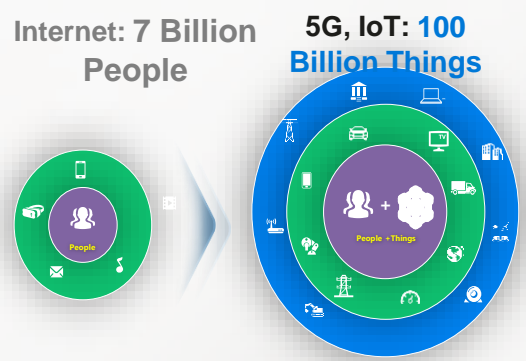 Internet: 7 Billion
People
5G, IoT: 100
Billion Things
TV
People
+
People +Things